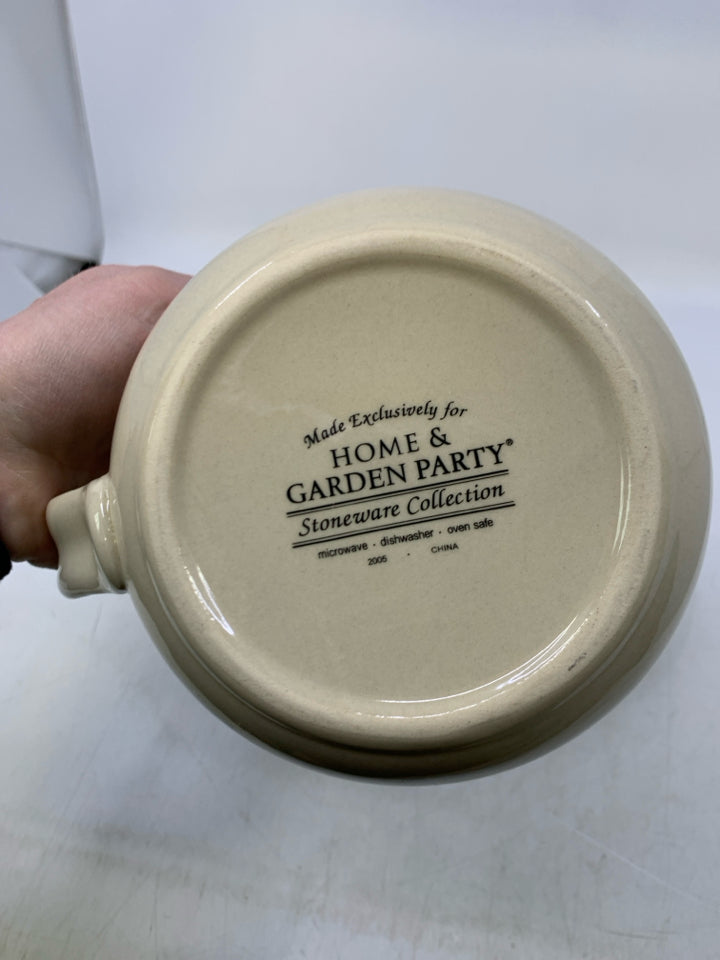 Made Exclusively for
HOME &
GARDEN PARTY®
Stoneware Collection
microwave · dishwasher · oven safe
2005 · CHINA